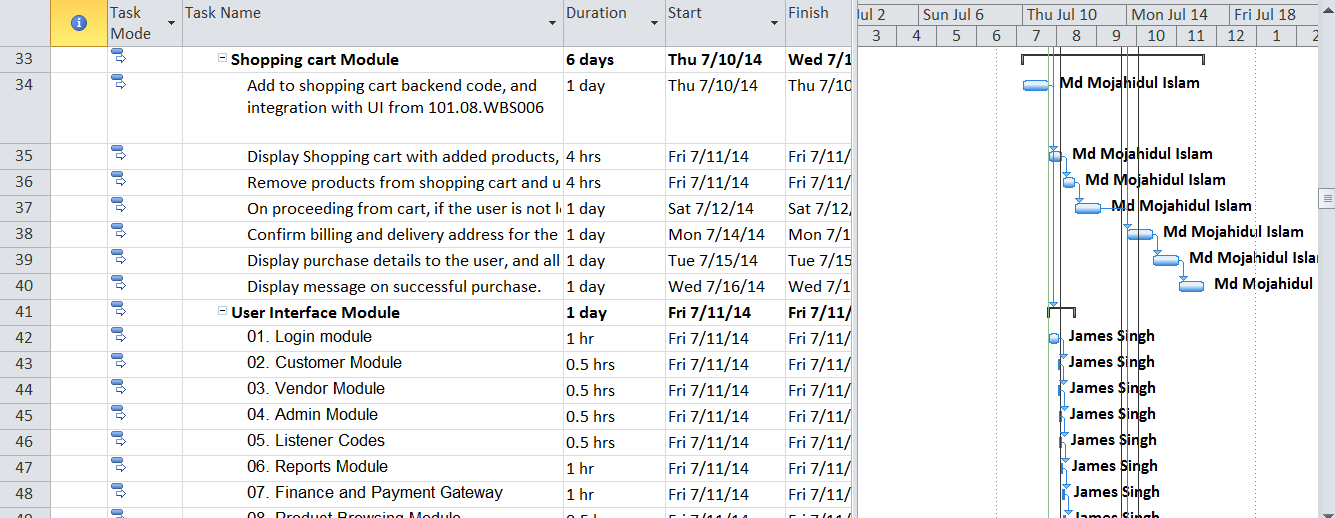 Task Mode Task Name Duration Start Finish
Jul 2 Sun Jul 6 Thu Jul 10 Mon Jul 14 Fri Jul 18
3 4 5 6 7 8 9 10 11 12 1 2
33 Shopping cart Module 6 days Thu 7/10/14 Wed 7/1
34 Add to shopping cart backend code, and 1 day Thu 7/10/14 Thu 7/10 Md Mojahidul Islam
integration with UI from 101.08.WBS006
35 Display Shopping cart with added products, 4 hrs Fri 7/11/14 Fri 7/11/ Md Mojahidul Islam
36 Remove products from shopping cart and u 4 hrs Fri 7/11/14 Fri 7/11/ Md Mojahidul Islam
37 On proceeding from cart, if the user is not l 1 day Sat 7/12/14 Sat 7/12/ Md Mojahidul Islam
38 Confirm billing and delivery address for the 1 day Mon 7/14/14 Mon 7/1 Md Mojahidul Islam
39 Display purchase details to the user, and all 1 day Tue 7/15/14 Tue 7/15 Md Mojahidul Islam
40 Display message on successful purchase. 1 day Wed 7/16/14 Wed 7/1 Md Mojahidul
41 User Interface Module 1 day Fri 7/11/14 Fri 7/11/
42 01. Login module 1 hr Fri 7/11/14 Fri 7/11/ James Singh
43 02. Customer Module 0.5 hrs Fri 7/11/14 Fri 7/11/ James Singh
44 03. Vendor Module 0.5 hrs Fri 7/11/14 Fri 7/11/ James Singh
45 04. Admin Module 0.5 hrs Fri 7/11/14 Fri 7/11/ James Singh
46 05. Listener Codes 0.5 hrs Fri 7/11/14 Fri 7/11/ James Singh
47 06. Reports Module 1 hr Fri 7/11/14 Fri 7/11/ James Singh
48 07. Finance and Payment Gateway 1 hr Fri 7/11/14 Fri 7/11/ James Singh
08. Product Browsing Module